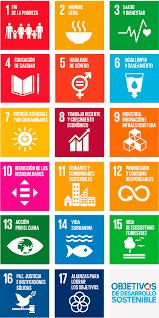 1 FIN
DE LA POBREZA
2 HAMBRE
CERO
3 SALUD
Y BIENESTAR
4 EDUCACIÓN
DE CALIDAD
5 IGUALDAD
DE GÉNERO
6 AGUA LIMPIA
Y SANEAMIENTO
7 ENERGÍA ASEQUIBLE
Y NO CONTAMINANTE
8 TRABAJO DECENTE
Y CRECIMIENTO
ECONÓMICO
9 INDUSTRIA,
INNOVACIÓN E
INFRAESTRUCTURA
10 REDUCCIÓN DE LAS
DESIGUALDADES
11 CIUDADES Y
COMUNIDADES
SOSTENIBLES
12 PRODUCCIÓN
Y CONSUMO
RESPONSABLES
13 ACCIÓN
POR EL CLIMA
14 VIDA
SUBMARINA
15 VIDA
DE ECOSISTEMAS
TERRESTRES
16 PAZ, JUSTICIA
E INSTITUCIONES
SÓLIDAS
17 ALIANZAS PARA
LOGRAR
LOS OBJETIVOS
OBJETIVOS
DE DESARROLLO
SOSTENIBLE